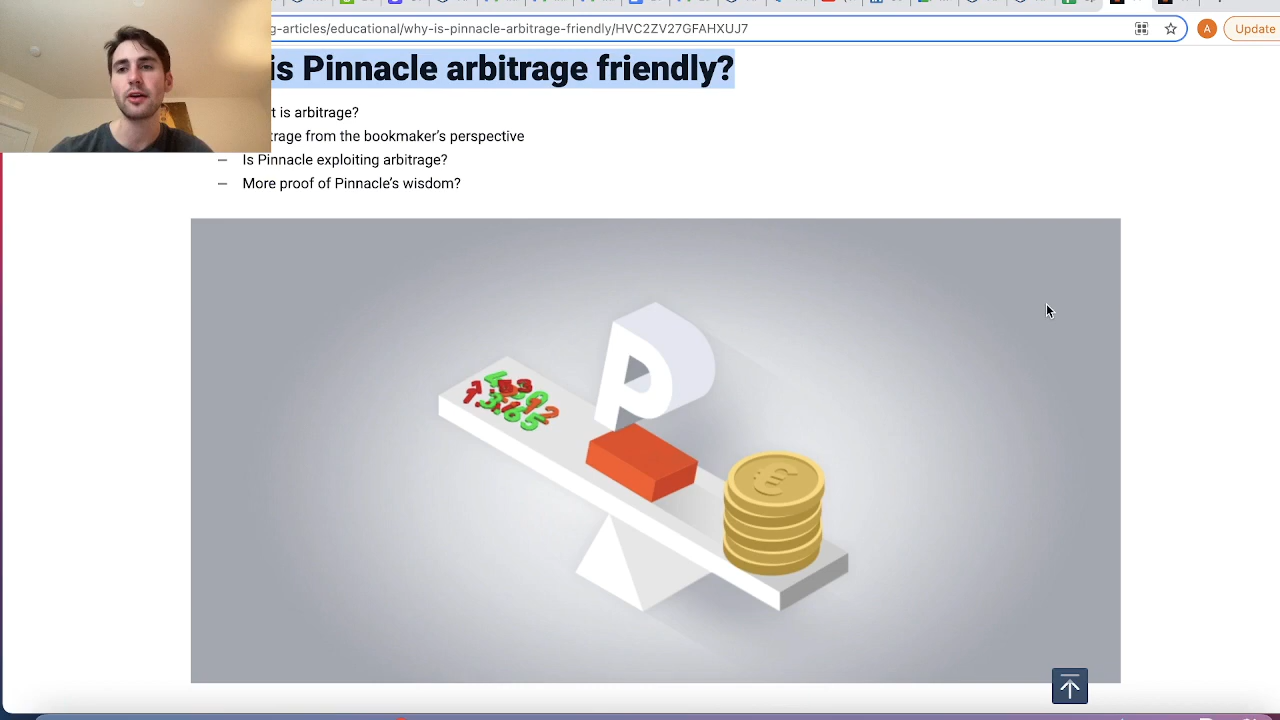 g-articles/educational/why-is-pinnacle-arbitrage-friendly/HVC2ZV27GFAHXUJ7
A
Update
is Pinnacle arbitrage friendly?
t is arbitrage?
trage from the bookmaker's perspective
– Is Pinnacle exploiting arbitrage?
– More proof of Pinnacle's wisdom?
P
€